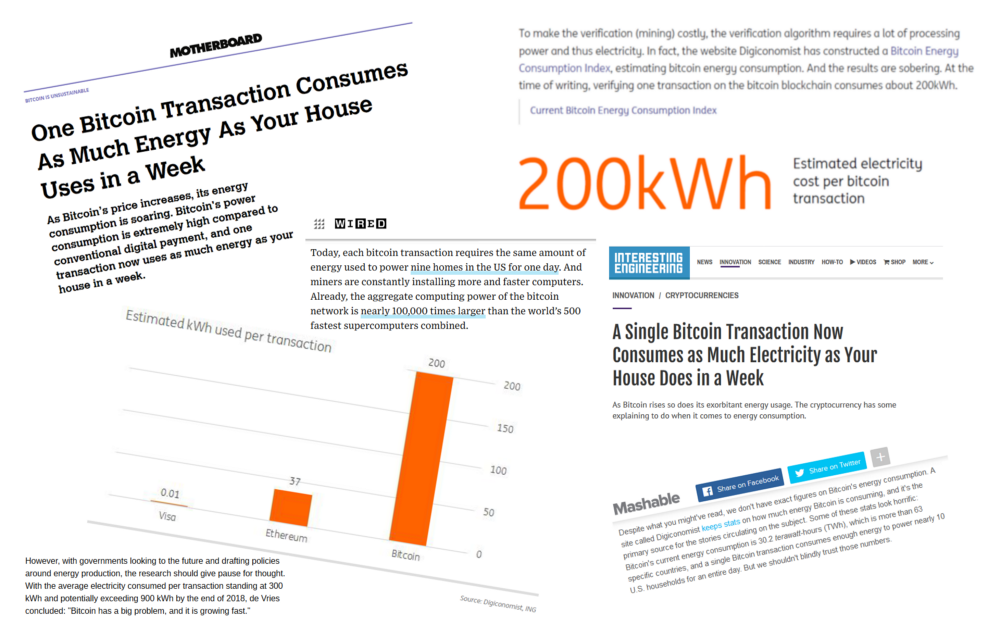 MOTHERBOARD
BITCOIN IS UNSUSTAINABLE
One Bitcoin Transaction Consumes
As Much Energy As Your House
Uses in a Week
As Bitcoin's price increases, its energy
consumption is soaring. Bitcoin's power
consumption is extremely high compared to
conventional digital payment, and one
transaction now uses as much energy as your
house in a week.
To make the verification (mining) costly, the verification algorithm requires a lot of processing
power and thus electricity. In fact, the website Digiconomist has constructed a Bitcoin Energy
Consumption Index, estimating bitcoin energy consumption. And the results are sobering. At the
time of writing, verifying one transaction on the bitcoin blockchain consumes about 200kWh.
Current Bitcoin Energy Consumption Index
200kWh
Estimated electricity
cost per bitcoin
transaction
WIRED
Today, each bitcoin transaction requires the same amount of
energy used to power nine homes in the US for one day. And
miners are constantly installing more and faster computers.
Already, the aggregate computing power of the bitcoin
network is nearly 100,000 times larger than the world's 500
fastest supercomputers combined.
INTERESTING
ENGINEERING
NEWS INNOVATION SCIENCE INDUSTRY HOW-TO VIDEOS SHOP MORE
INNOVATION / CRYPTOCURRENCIES
A Single Bitcoin Transaction Now
Consumes as Much Electricity as Your
House Does in a Week
As Bitcoin rises so does its exorbitant energy usage. The cryptocurrency has some
explaining to do when it comes to energy consumption.
Estimated kWh used per transaction
200
200
150
100
50
0
0.01
37
Visa
Ethereum
Bitcoin
Source: Digiconomist, ING
Mashable
Share on Facebook
Share on Twitter
+
Despite what you might've read, we don't have exact figures on Bitcoin's energy consumption. A
site called Digiconomist keeps stats on how much energy Bitcoin is consuming, and it's the
primary source for the stories circulating on the subject. Some of these stats look horrific:
Bitcoin's current energy consumption is 30.2 terawatt-hours (TWh), which is more than 63
specific countries, and a single Bitcoin transaction consumes enough energy to power nearly 10
U.S. households for an entire day. But we shouldn't blindly trust those numbers.
However, with governments looking to the future and drafting policies
around energy production, the research should give pause for thought.
With the average electricity consumed per transaction standing at 300
kWh and potentially exceeding 900 kWh by the end of 2018, de Vries
concluded: "Bitcoin has a big problem, and it is growing fast."